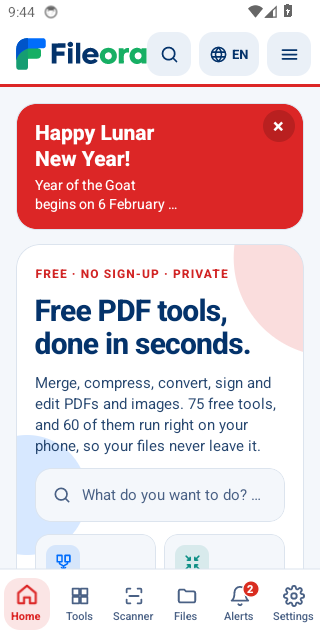 9:44
Fileora
EN
Happy Lunar
New Year!
Year of the Goat
begins on 6 February ...
FREE · NO SIGN-UP · PRIVATE
Free PDF tools,
done in seconds.
Merge, compress, convert, sign and
edit PDFs and images. 75 free tools,
and 60 of them run right on your
phone, so your files never leave it.
What do you want to do? ...
2
Home
Tools
Scanner
Files
Alerts
Settings